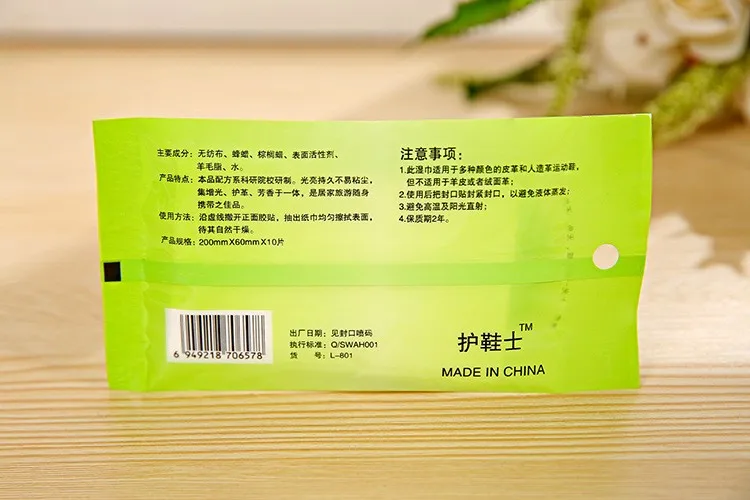 主要成分：无纺布、蜂蜡、棕榈蜡、表面活性剂、
羊毛脂、水。
产品特点：本品配方系科研院校研制。光亮持久不易粘尘，
集增光、护革、芳香于一体，是居家旅游随身
携带之佳品。
使用方法：沿虚线撕开正面胶贴，抽出纸巾均匀擦拭表面，
待其自然干燥。
产品规格：200mmX60mmX10片
注意事项：
1.此湿巾适用于多种颜色的皮革和人造革运动鞋，
但不适用于羊皮或者绒面革；
2.使用后把封口贴封紧封口，以避免液体蒸发；
3.避免高温及阳光直射；
4.保质期2年。
6 949218 706578
出厂日期：见封口喷码
执行标准：Q/SWAH001
货 号：L-801
护鞋士™
MADE IN CHINA